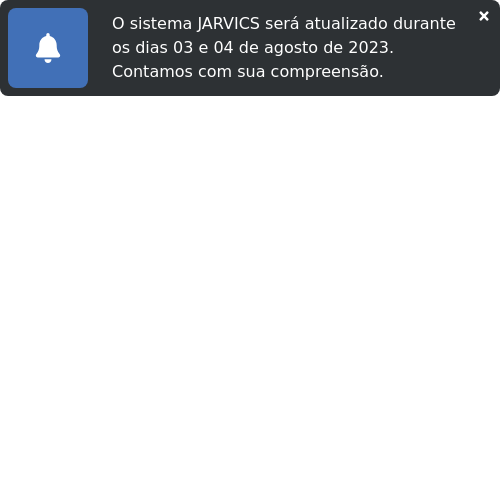 O sistema JARVICS será atualizado durante
os dias 03 e 04 de agosto de 2023.
Contamos com sua compreensão.